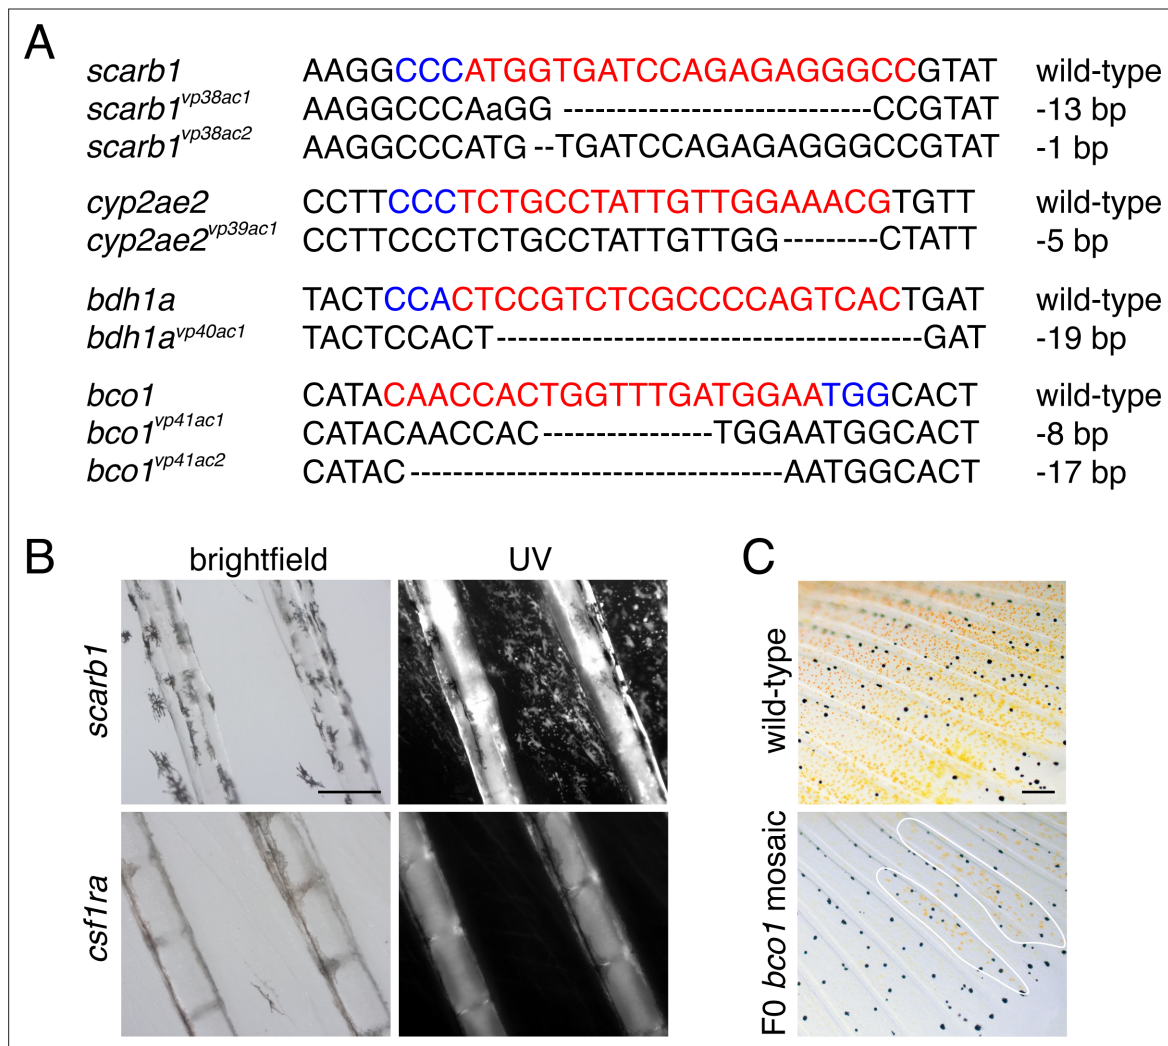 A
scarb1 AAGGCCCATGGTGATCCAGAGAGGGCCGTAT wild-type
scarb1vp38ac1 AAGGCCCAaGG ----------------------------- CCGTAT -13 bp
scarb1vp38ac2 AAGGCCCATG --TGATCCAGAGAGGGCCGTAT -1 bp
cyp2ae2 CCTTCCCTCTGCCTATTGTTGGAAACGTGTT wild-type
cyp2ae2vp39ac1 CCTTCCCTCTGCCTATTGTTGG---------CTATT -5 bp
bdh1a TACTCCACTCCGTCTCGCCCCAGTCACTGAT wild-type
bdh1avp40ac1 TACTCCACT----------------------------------------GAT -19 bp
bco1 CATACAACCACTGGTTTGATGGAATGGCACT wild-type
bco1vp41ac1 CATACAACCAC----------------TGGAATGGCACT -8 bp
bco1vp41ac2 CATAC-----------------------------------AATGGCACT -17 bp
B
brightfield UV
scarb1
csf1ra
C
wild-type
F0 bco1 mosaic